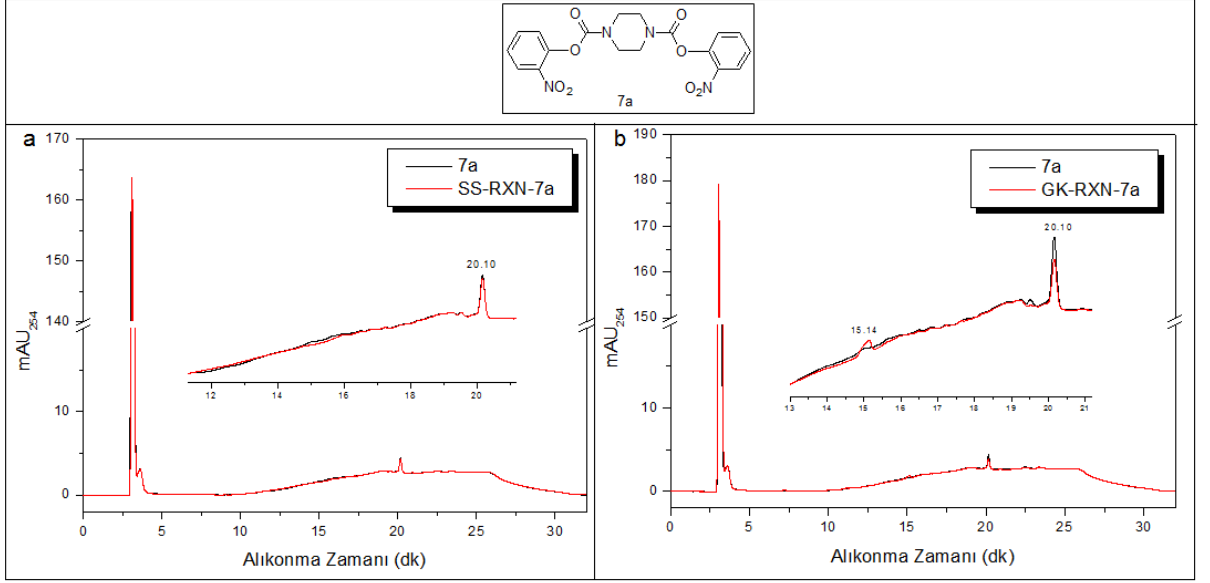 O O
N N
O O
NO2 O2N
7a
a
170
160
150
140
10
0
mAU254
7a
SS-RXN-7a
20.10
12 14 16 18 20
0 5 10 15 20 25 30
Alıkonma Zamanı (dk)
b
190
180
170
160
150
10
0
mAU254
7a
GK-RXN-7a
20.10
15.14
13 14 15 16 17 18 19 20 21
0 5 10 15 20 25 30
Alıkonma Zamanı (dk)